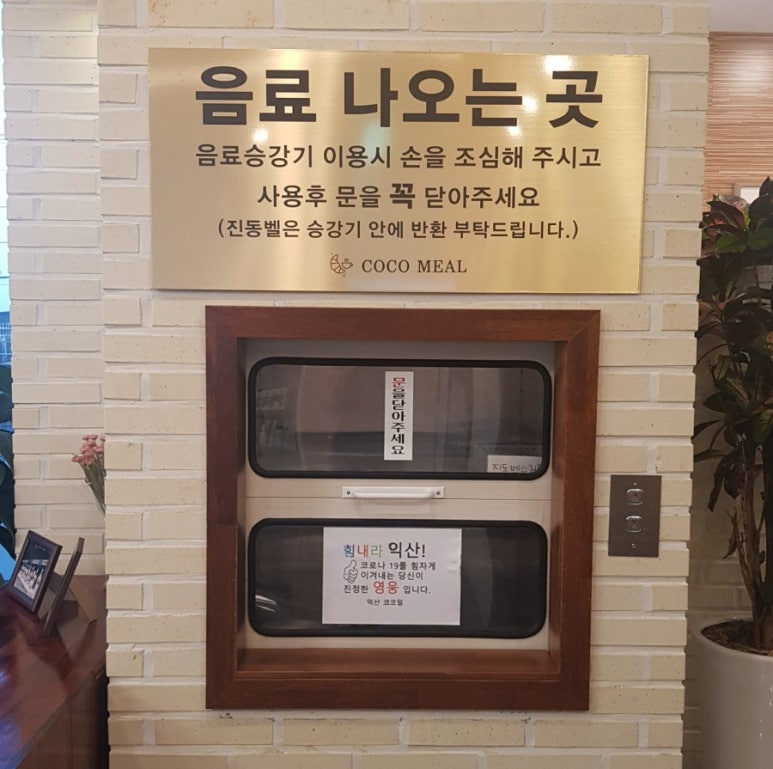 음료 나오는 곳
음료승강기 이용시 손을 조심해 주시고
사용후 문을 꼭 닫아주세요
(진동벨은 승강기 안에 반환 부탁드립니다.)
COCO MEAL
문을닫아주세요
힘내라 익산!
코로나 19를 힘차게
이겨내는 당신이
진정한 영웅 입니다.
익산 코코밀